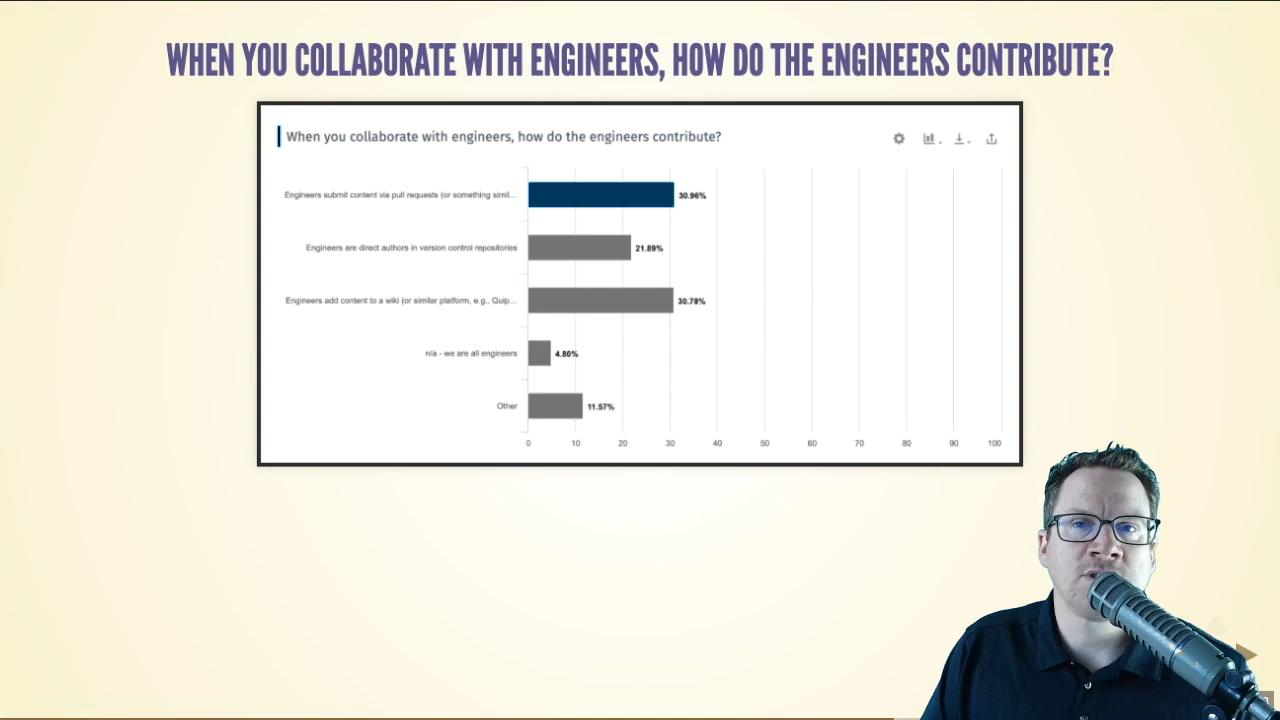 WHEN YOU COLLABORATE WITH ENGINEERS, HOW DO THE ENGINEERS CONTRIBUTE?
When you collaborate with engineers, how do the engineers contribute?
Engineers submit content via pull requests (or something simil... 30.96%
Engineers are direct authors in version control repositories 21.89%
Engineers add content to a wiki (or similar platform, e.g., Quip... 30.78%
n/a - we are all engineers 4.80%
Other 11.57%
0 10 20 30 40 50 60 70 80 90 100